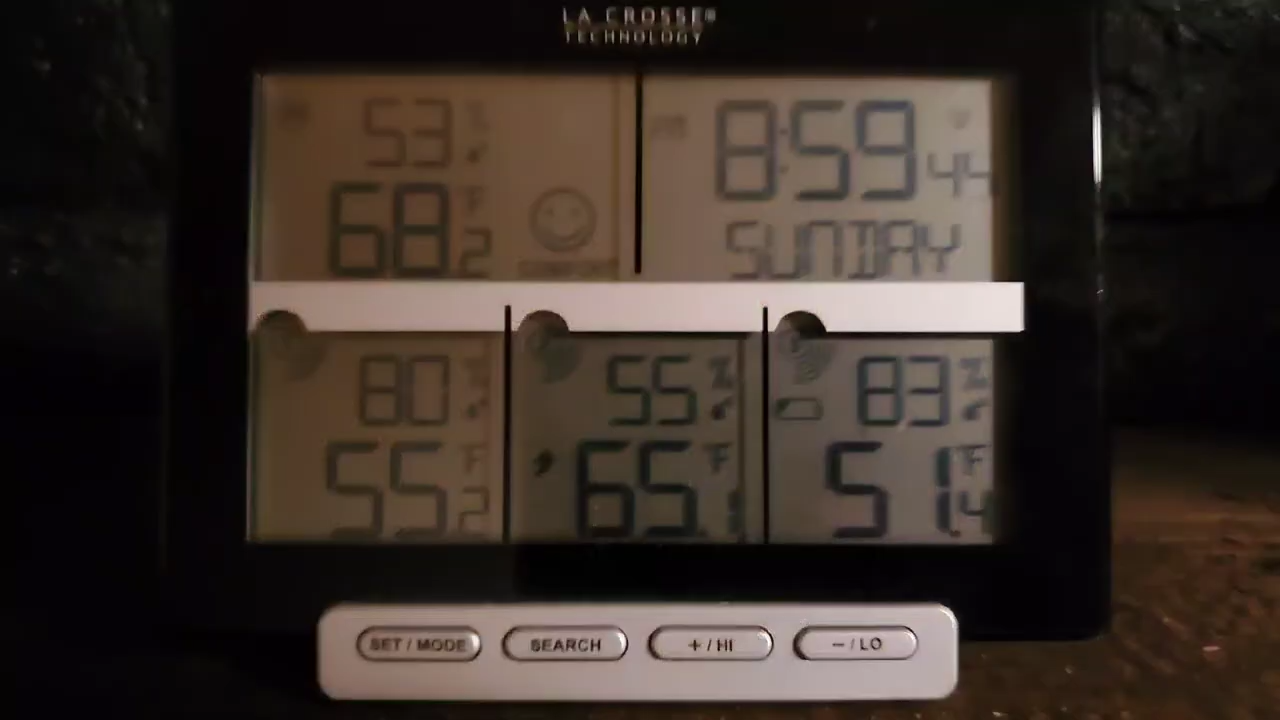 LA CROSSE®
TECHNOLOGY
53 %
68.2 °F
8:59 44
SUNDAY
80 %
55.2 °F
55 %
65.1 °F
83 %
51.4 °F
SET / MODE
SEARCH
+ / HI
− / LO